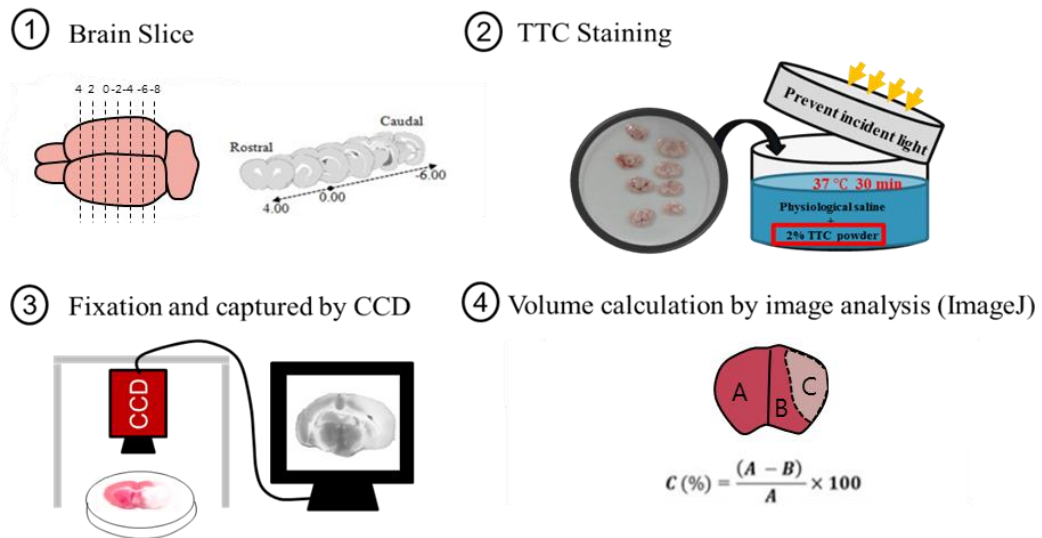 1 Brain Slice
4 2 0 -2 -4 -6 -8
Rostral
Caudal
4.00
0.00
-6.00
2 TTC Staining
Prevent incident light
37 °C 30 min
Physiological saline
+
2% TTC powder
3 Fixation and captured by CCD
CCD
4 Volume calculation by image analysis (ImageJ)
A
B
C
C (%) = (A − B) / A × 100